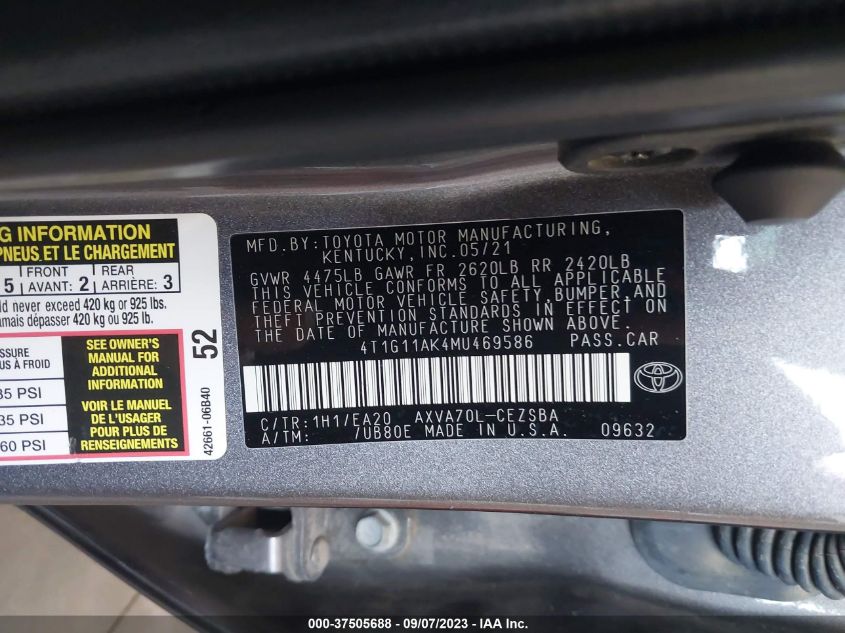 G INFORMATION
PNEUS ET LE CHARGEMENT
5 FRONT AVANT: 2 REAR ARRIÈRE: 3
ld never exceed 420 kg or 925 lbs.
amais dépasser 420 kg ou 925 lb.
ESSURE
US À FROID
35 PSI
35 PSI
60 PSI
SEE OWNER'S
MANUAL FOR
ADDITIONAL
INFORMATION
VOIR LE MANUEL
DE L'USAGER
POUR PLUS DE
RENSEIGNEMENTS
52
42661-06B40
MFD.BY:TOYOTA MOTOR MANUFACTURING,
KENTUCKY, INC.05/21
GVWR 4475LB GAWR FR 2620LB RR 2420LB
THIS VEHICLE CONFORMS TO ALL APPLICABLE
FEDERAL MOTOR VEHICLE SAFETY,BUMPER,AND
THEFT PREVENTION STANDARDS IN EFFECT ON
THE DATE OF MANUFACTURE SHOWN ABOVE.
4T1G11AK4MU469586 PASS.CAR
C/TR:1H1/EA20 AXVA70L-CEZSBA
A/TM: 7UB80E MADE IN U.S.A. 09632
000-37505688 - 09/07/2023 - IAAI Inc.